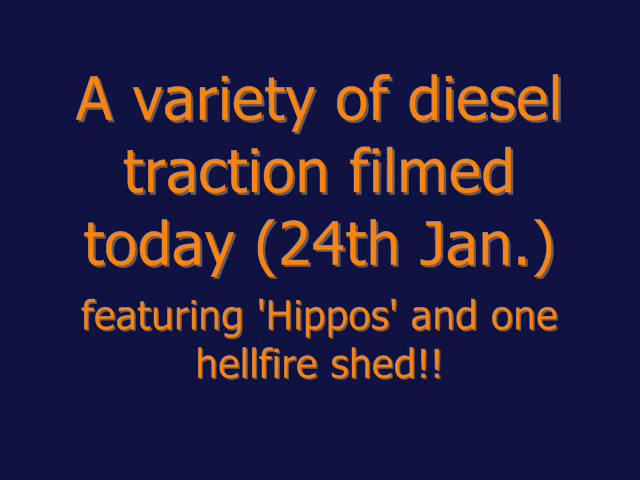 A variety of diesel
traction filmed
today (24th Jan.)
featuring 'Hippos' and one
hellfire shed!!